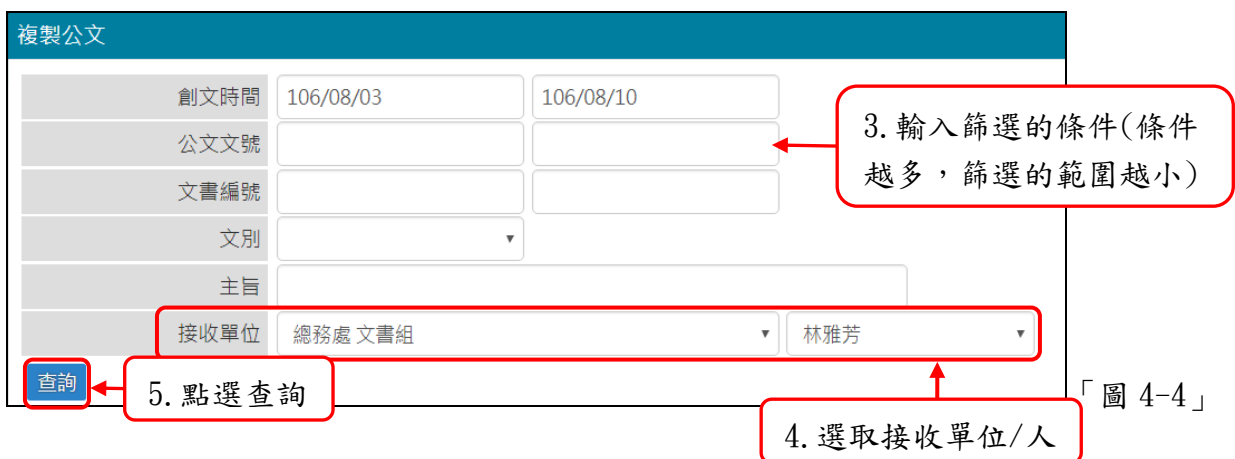 複製公文
創文時間 106/08/03 106/08/10
公文文號
3.輸入篩選的條件(條件
越多，篩選的範圍越小)
文書編號
文別
主旨
接收單位 總務處 文書組 林雅芳
查詢
5.點選查詢
「圖 4-4」
4.選取接收單位/人